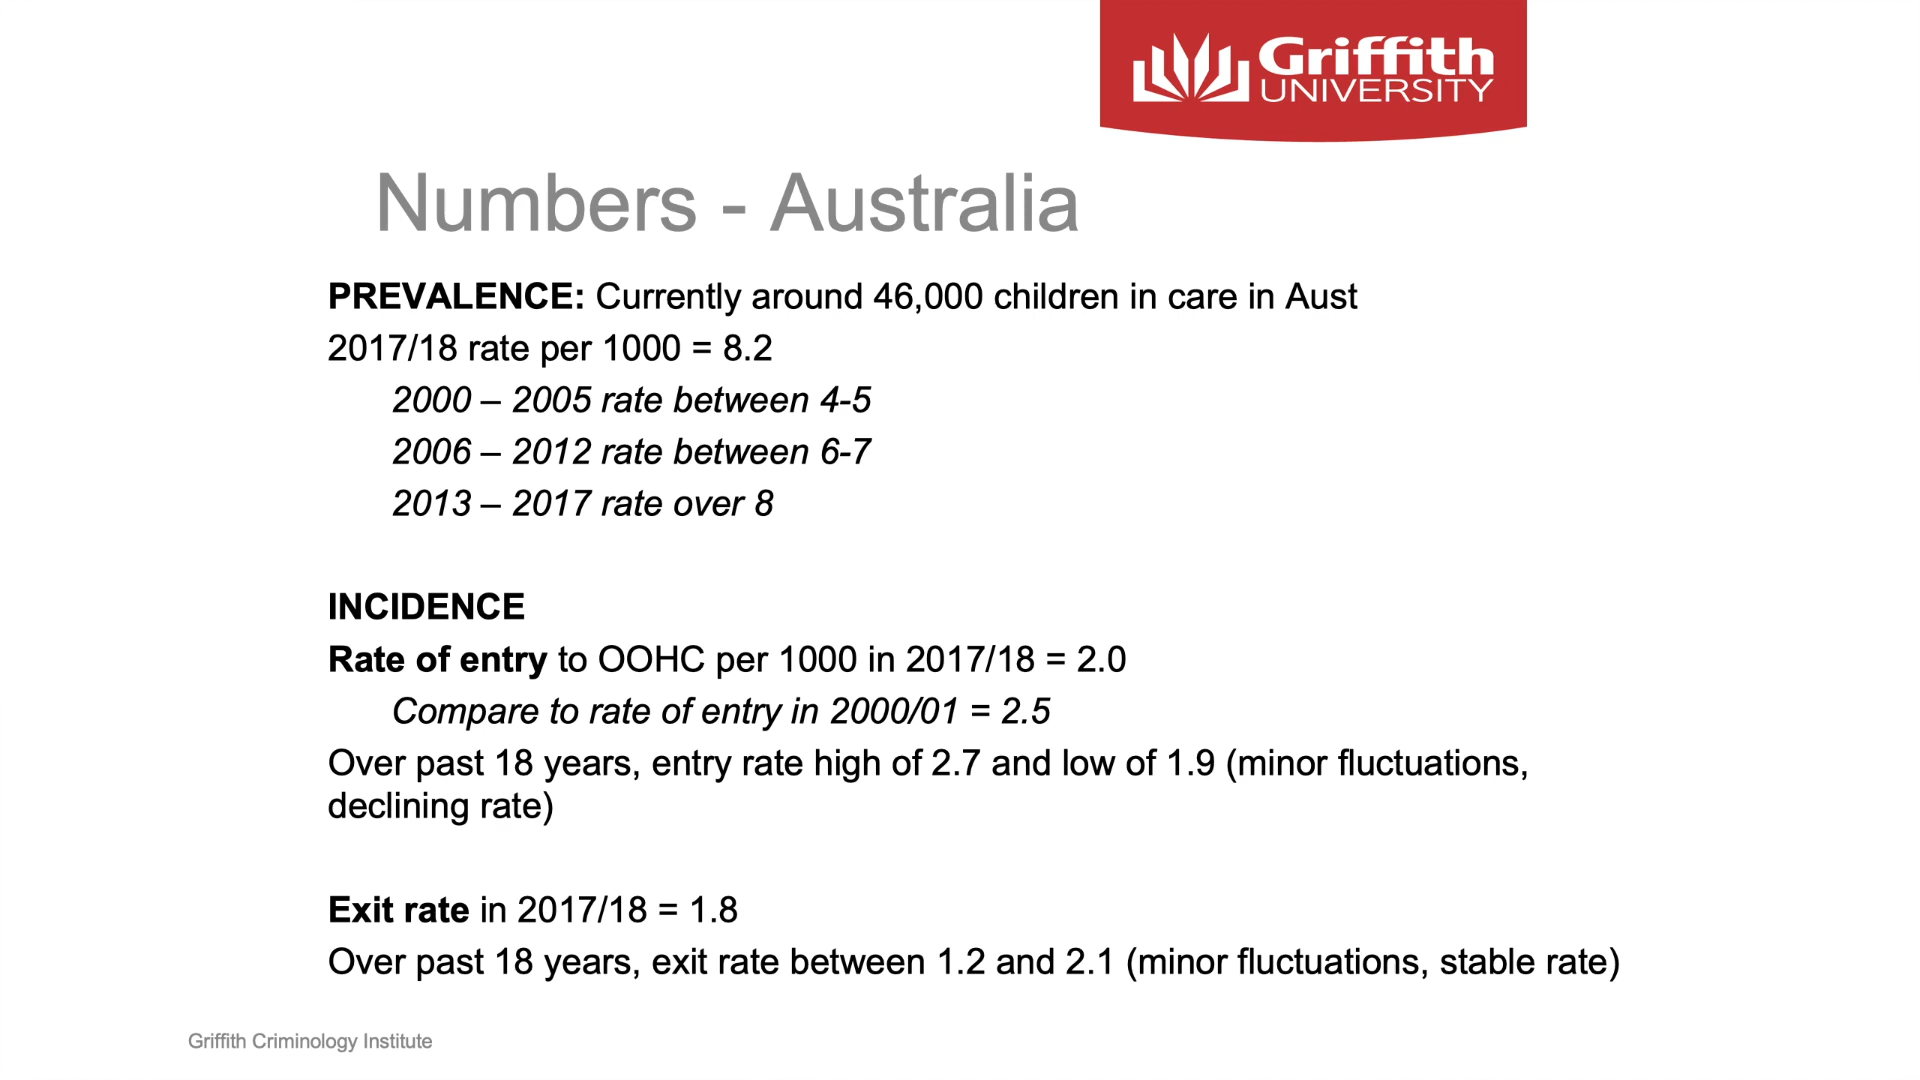 Griffith
UNIVERSITY
Numbers - Australia
PREVALENCE: Currently around 46,000 children in care in Aust
2017/18 rate per 1000 = 8.2
2000 – 2005 rate between 4-5
2006 – 2012 rate between 6-7
2013 – 2017 rate over 8
INCIDENCE
Rate of entry to OOHC per 1000 in 2017/18 = 2.0
Compare to rate of entry in 2000/01 = 2.5
Over past 18 years, entry rate high of 2.7 and low of 1.9 (minor fluctuations,
declining rate)
Exit rate in 2017/18 = 1.8
Over past 18 years, exit rate between 1.2 and 2.1 (minor fluctuations, stable rate)
Griffith Criminology Institute